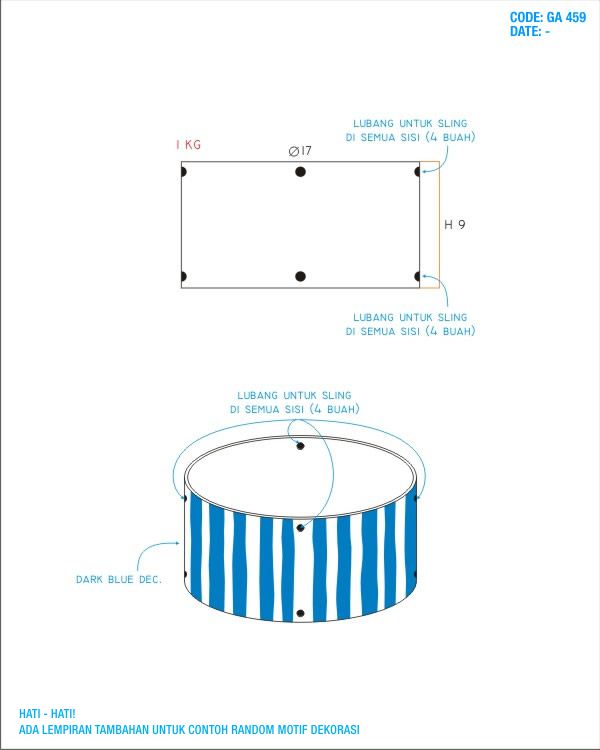 CODE: GA 459
DATE: -
LUBANG UNTUK SLING
DI SEMUA SISI (4 BUAH)
1 KG
Ø17
H 9
LUBANG UNTUK SLING
DI SEMUA SISI (4 BUAH)
LUBANG UNTUK SLING
DI SEMUA SISI (4 BUAH)
DARK BLUE DEC.
HATI - HATI!
ADA LEMPIRAN TAMBAHAN UNTUK CONTOH RANDOM MOTIF DEKORASI